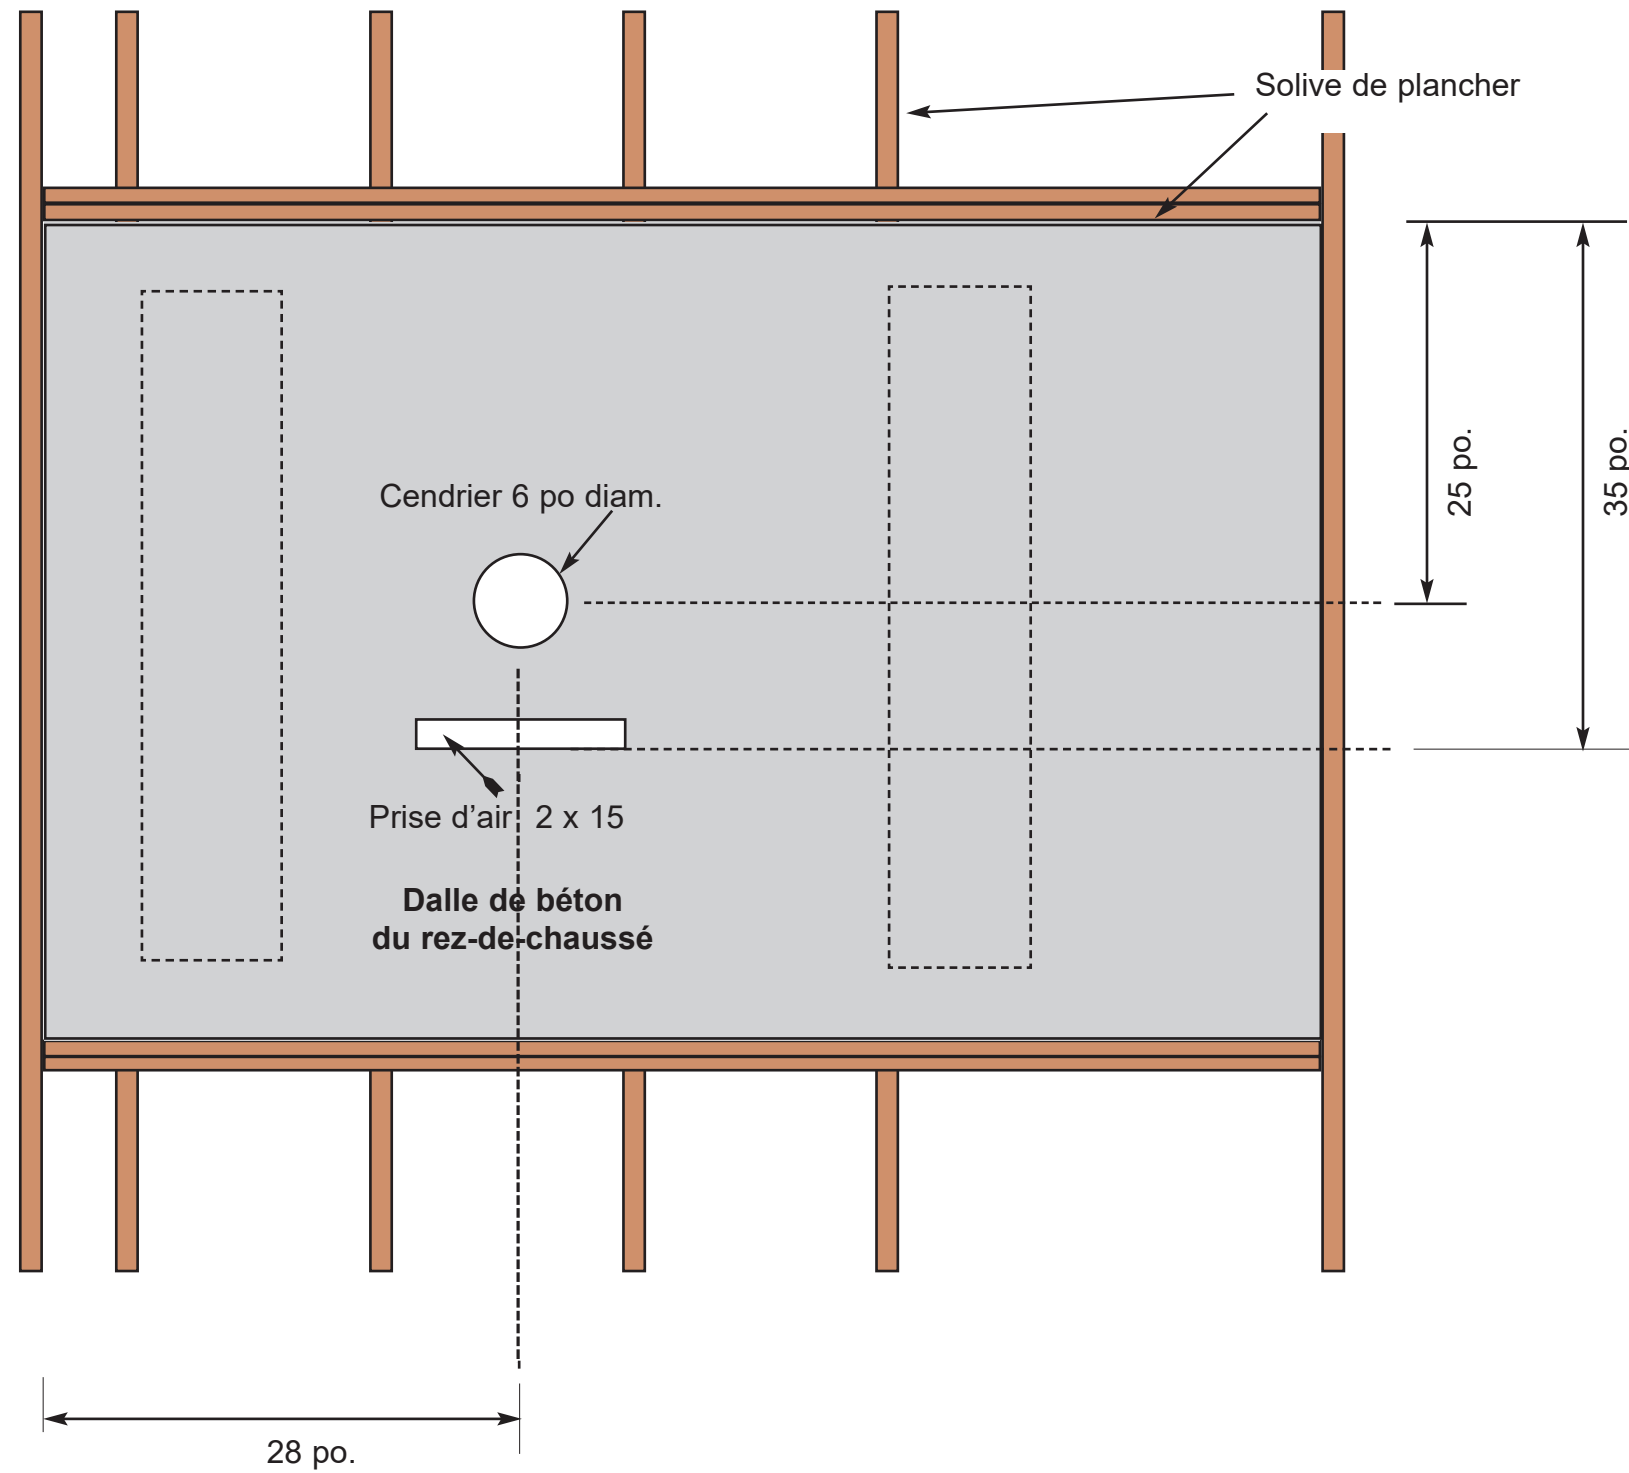 Solive de plancher
25 po.
35 po.
Cendrier 6 po diam.
Prise d’air 2 x 15
Dalle de béton
du rez-de-chaussé
28 po.